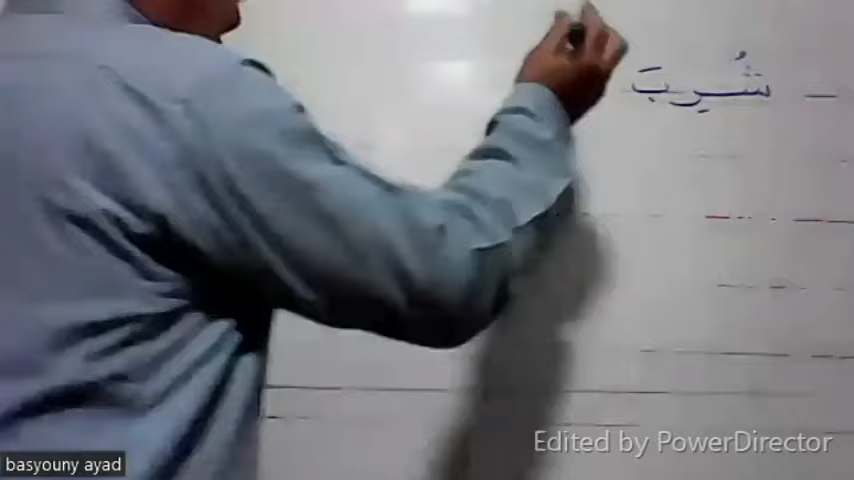 شُرِبَ
basyouny ayad
Edited by PowerDirector